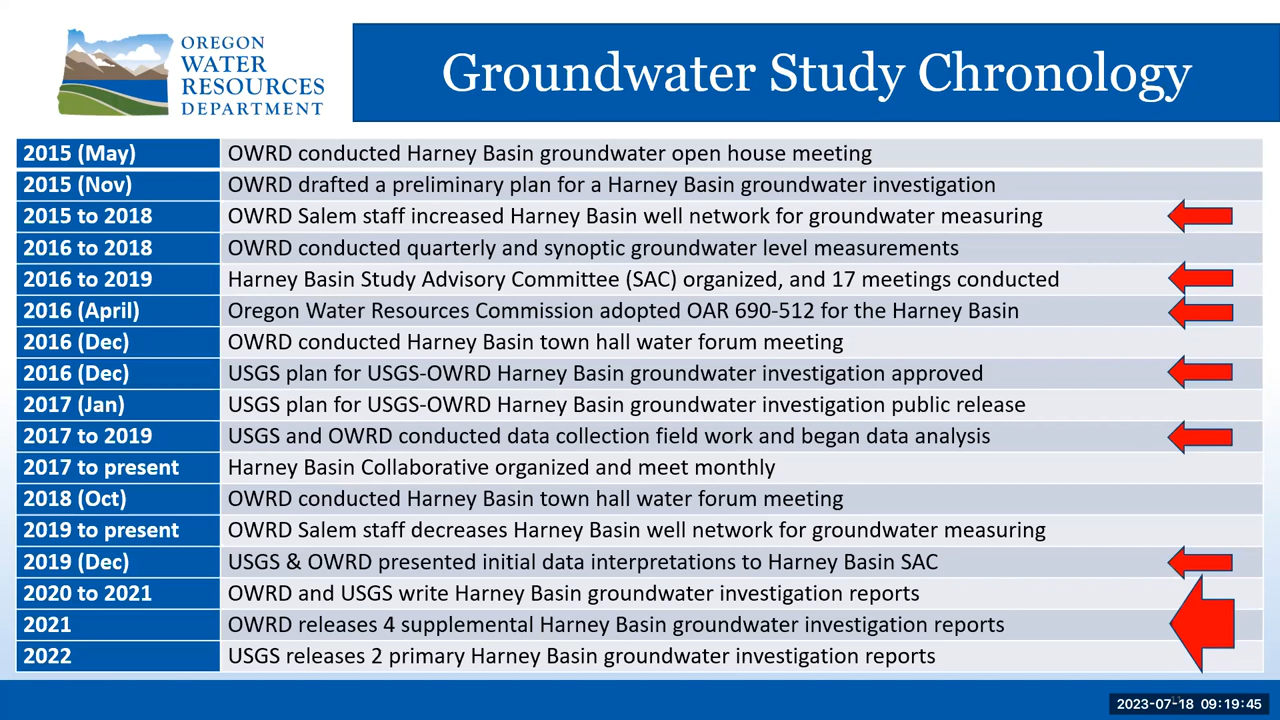 OREGON
WATER
RESOURCES
DEPARTMENT
Groundwater Study Chronology
2015 (May) OWRD conducted Harney Basin groundwater open house meeting
2015 (Nov) OWRD drafted a preliminary plan for a Harney Basin groundwater investigation
2015 to 2018 OWRD Salem staff increased Harney Basin well network for groundwater measuring
2016 to 2018 OWRD conducted quarterly and synoptic groundwater level measurements
2016 to 2019 Harney Basin Study Advisory Committee (SAC) organized, and 17 meetings conducted
2016 (April) Oregon Water Resources Commission adopted OAR 690-512 for the Harney Basin
2016 (Dec) OWRD conducted Harney Basin town hall water forum meeting
2016 (Dec) USGS plan for USGS-OWRD Harney Basin groundwater investigation approved
2017 (Jan) USGS plan for USGS-OWRD Harney Basin groundwater investigation public release
2017 to 2019 USGS and OWRD conducted data collection field work and began data analysis
2017 to present Harney Basin Collaborative organized and meet monthly
2018 (Oct) OWRD conducted Harney Basin town hall water forum meeting
2019 to present OWRD Salem staff decreases Harney Basin well network for groundwater measuring
2019 (Dec) USGS & OWRD presented initial data interpretations to Harney Basin SAC
2020 to 2021 OWRD and USGS write Harney Basin groundwater investigation reports
2021 OWRD releases 4 supplemental Harney Basin groundwater investigation reports
2022 USGS releases 2 primary Harney Basin groundwater investigation reports
2023-07-18 09:19:45